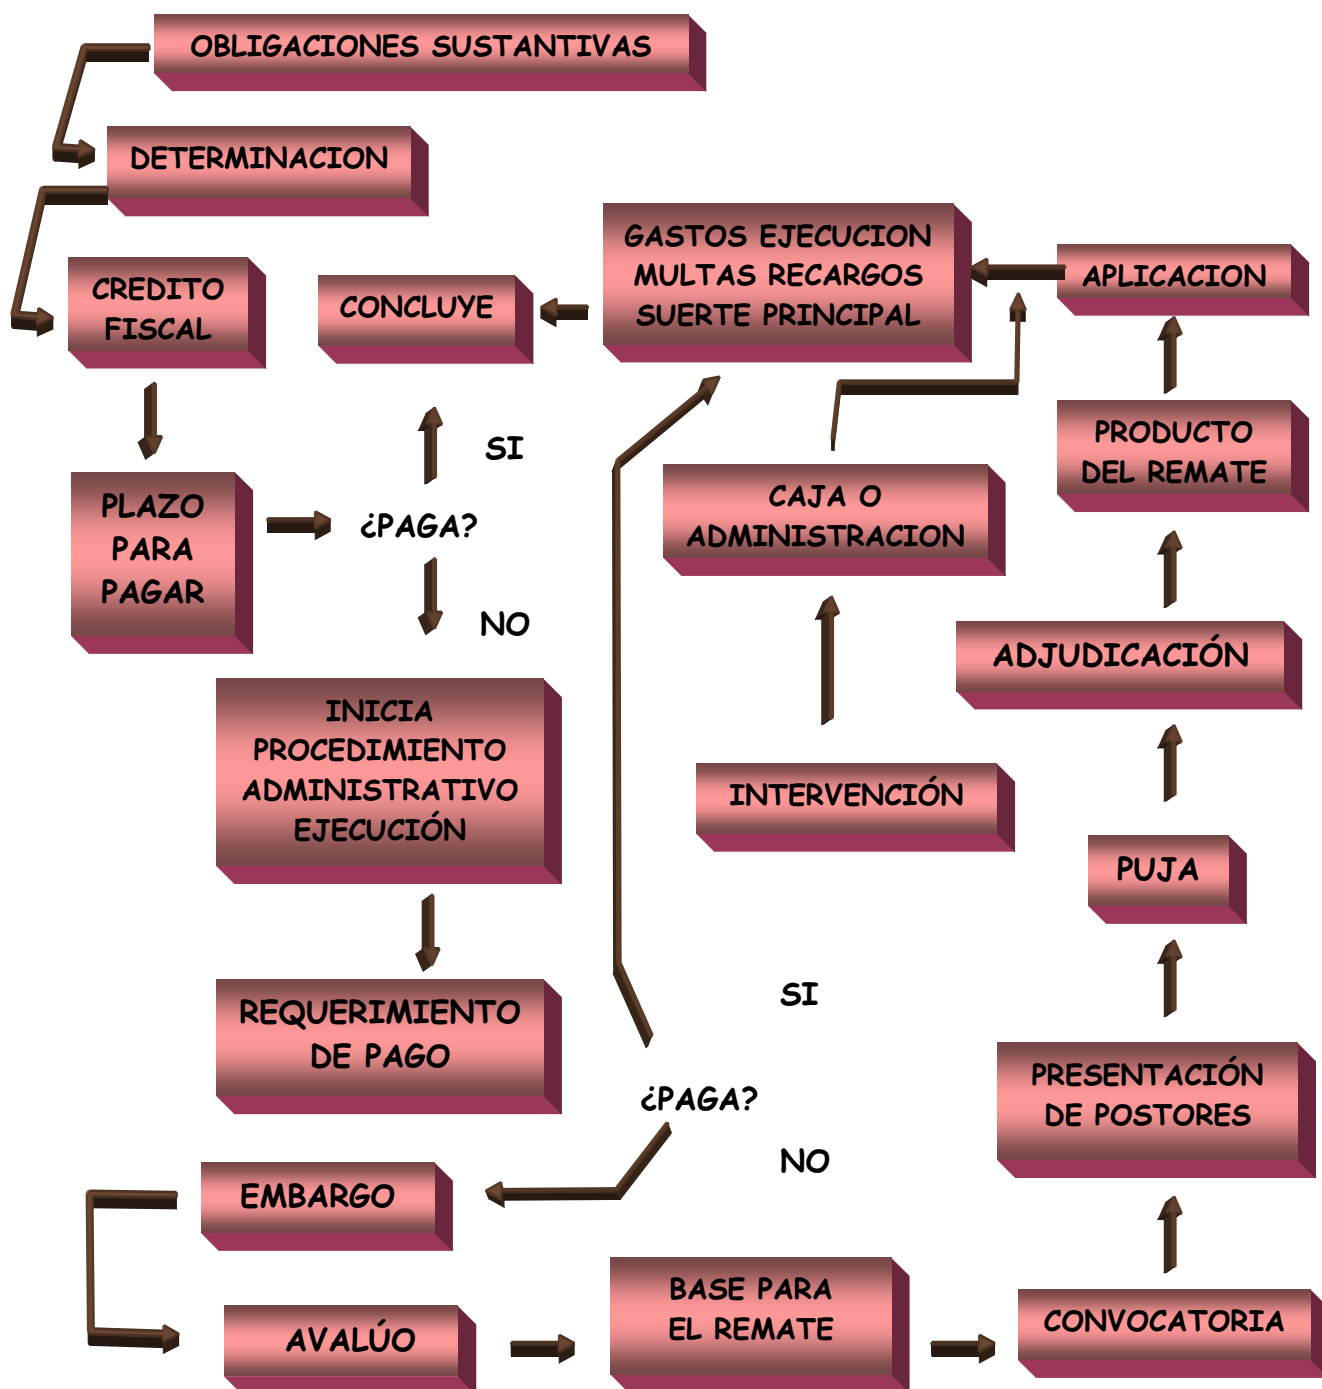 OBLIGACIONES SUSTANTIVAS
DETERMINACION
CREDITO
FISCAL
CONCLUYE
GASTOS EJECUCION
MULTAS RECARGOS
SUERTE PRINCIPAL
APLICACION
PLAZO
PARA
PAGAR
¿PAGA?
SI
NO
CAJA O
ADMINISTRACION
PRODUCTO
DEL REMATE
ADJUDICACIÓN
INICIA
PROCEDIMIENTO
ADMINISTRATIVO
EJECUCIÓN
INTERVENCIÓN
PUJA
REQUERIMIENTO
DE PAGO
SI
¿PAGA?
NO
PRESENTACIÓN
DE POSTORES
EMBARGO
AVALÚO
BASE PARA
EL REMATE
CONVOCATORIA